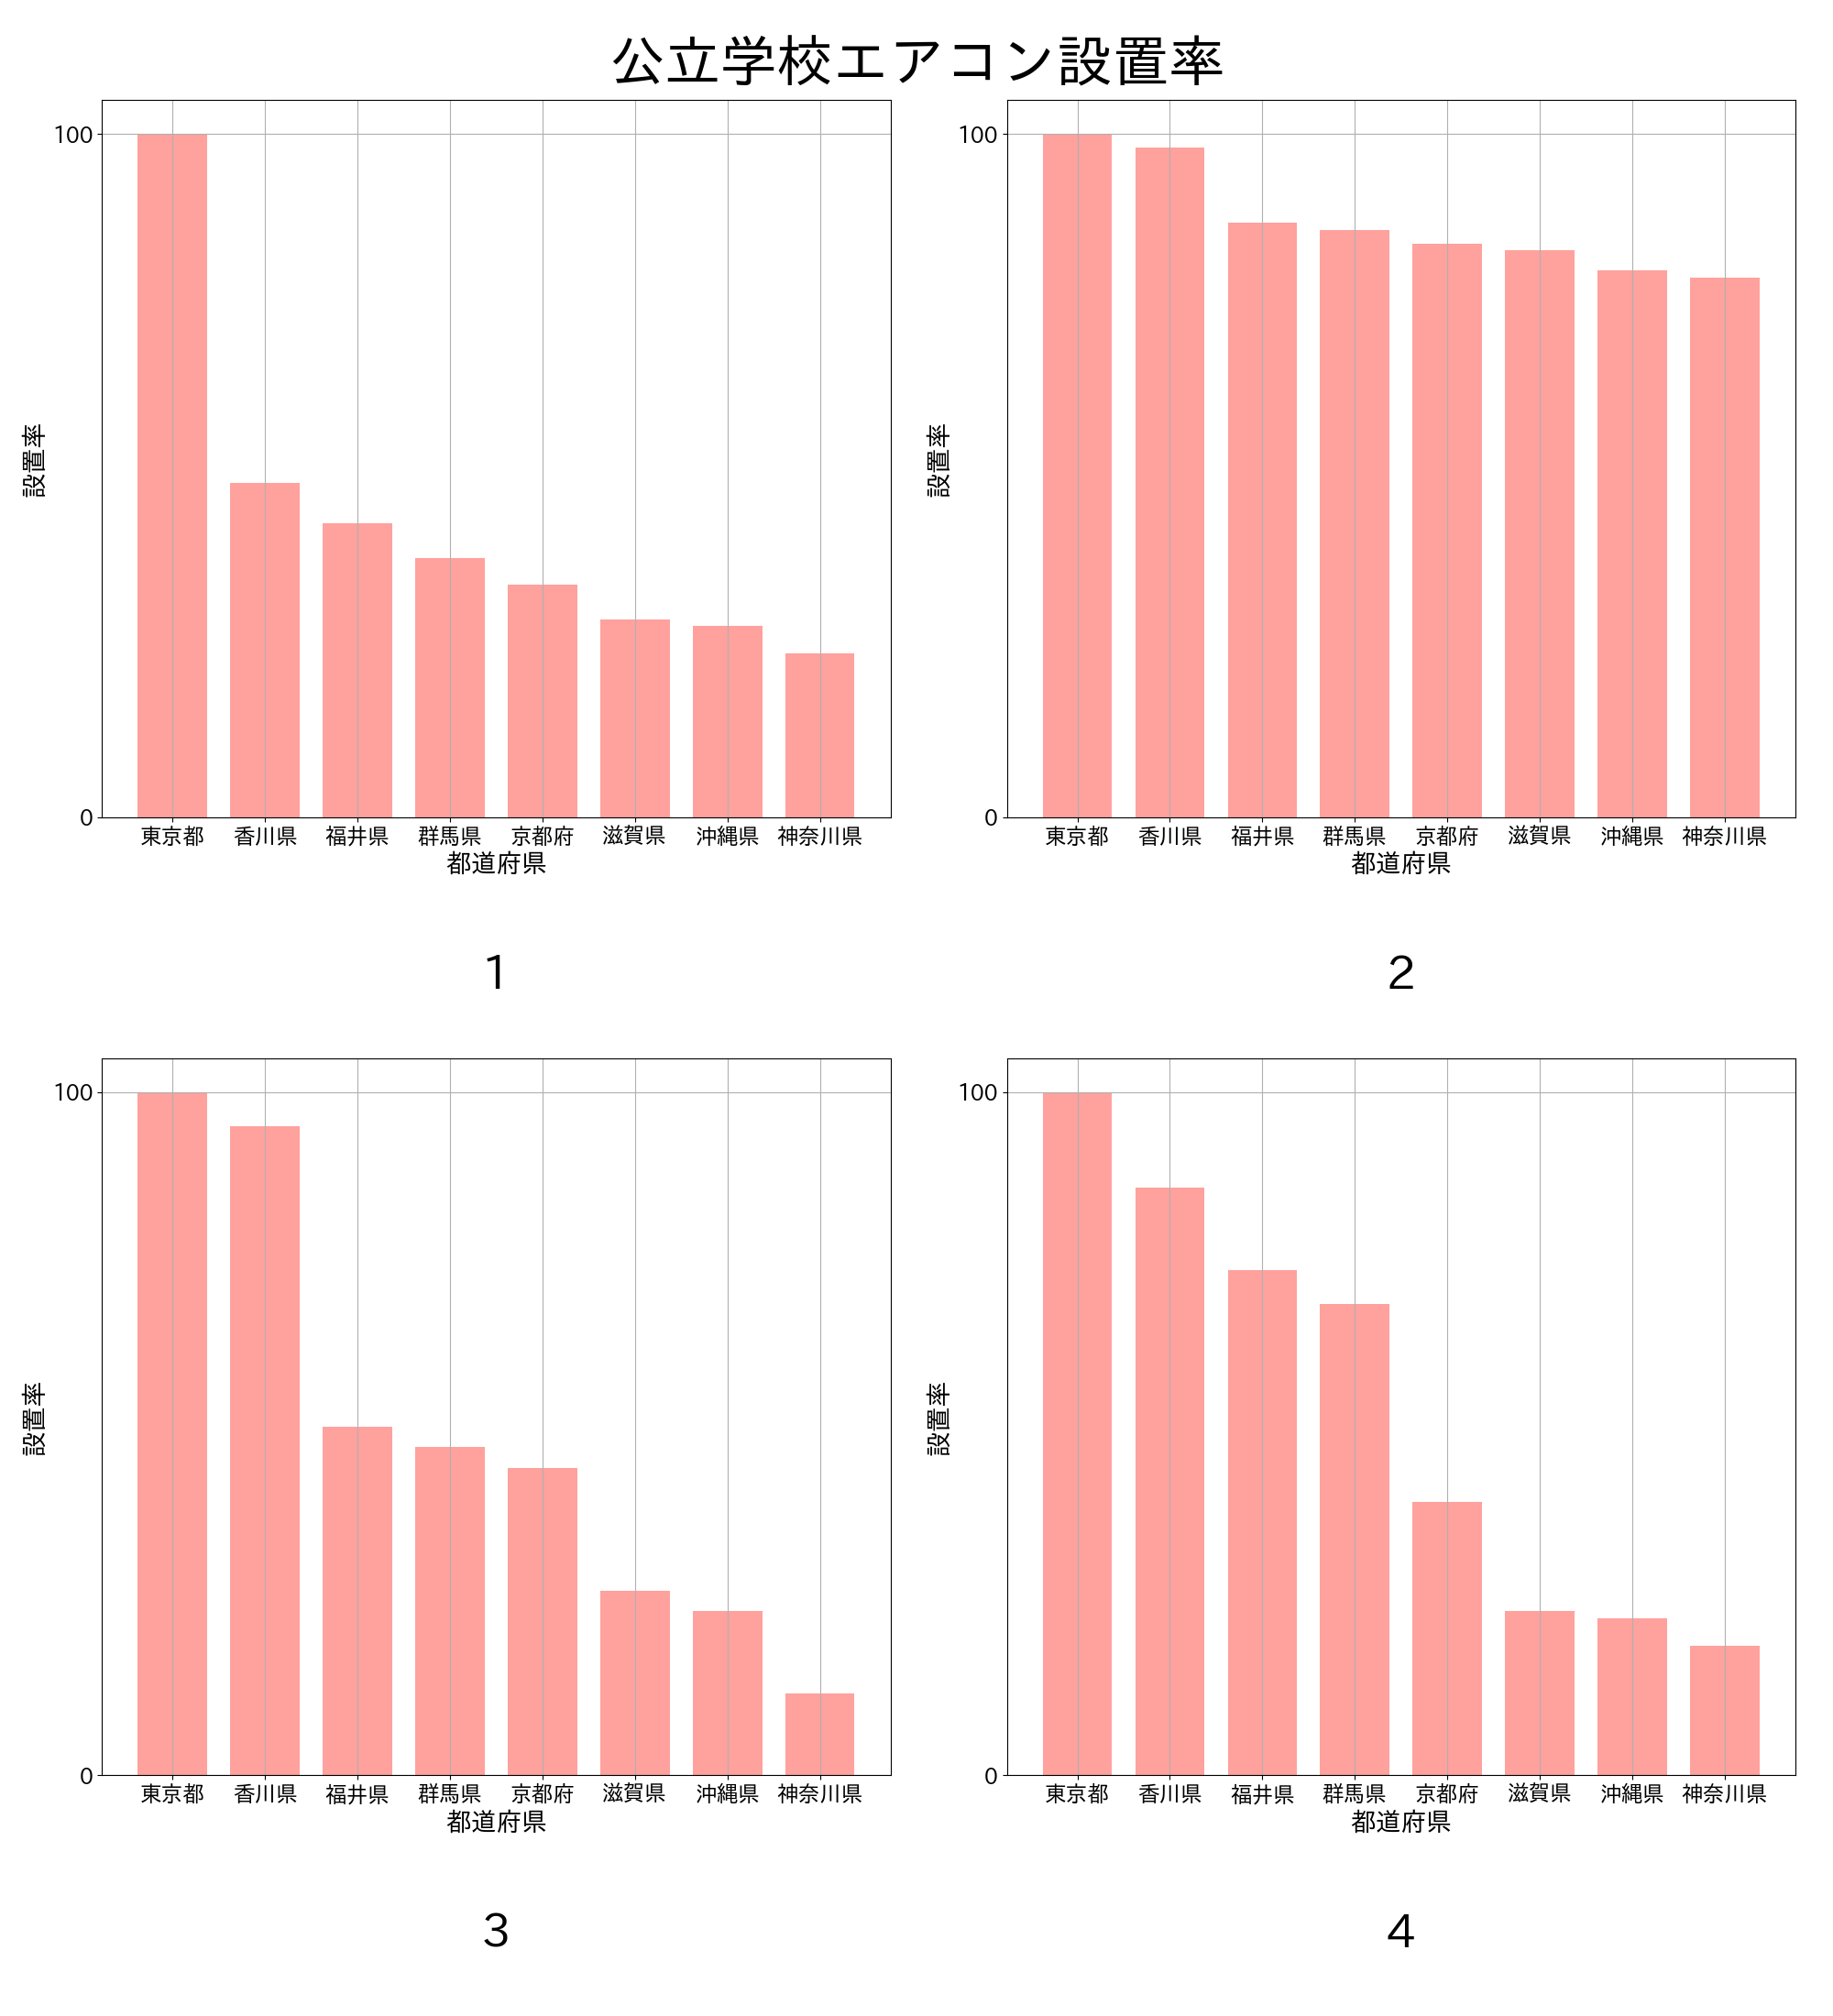 公立学校エアコン設置率
100
0
設置率
東京都 香川県 福井県 群馬県 京都府 滋賀県 沖縄県 神奈川県
都道府県
1
100
0
設置率
東京都 香川県 福井県 群馬県 京都府 滋賀県 沖縄県 神奈川県
都道府県
2
100
0
設置率
東京都 香川県 福井県 群馬県 京都府 滋賀県 沖縄県 神奈川県
都道府県
3
100
0
設置率
東京都 香川県 福井県 群馬県 京都府 滋賀県 沖縄県 神奈川県
都道府県
4